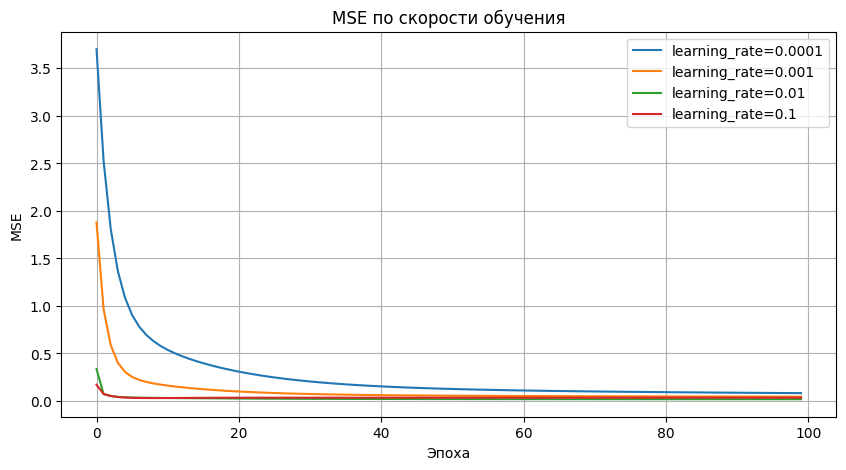 MSE по скорости обучения
learning_rate=0.0001
learning_rate=0.001
learning_rate=0.01
learning_rate=0.1
MSE
3.5
3.0
2.5
2.0
1.5
1.0
0.5
0.0
0 20 40 60 80 100
Эпоха